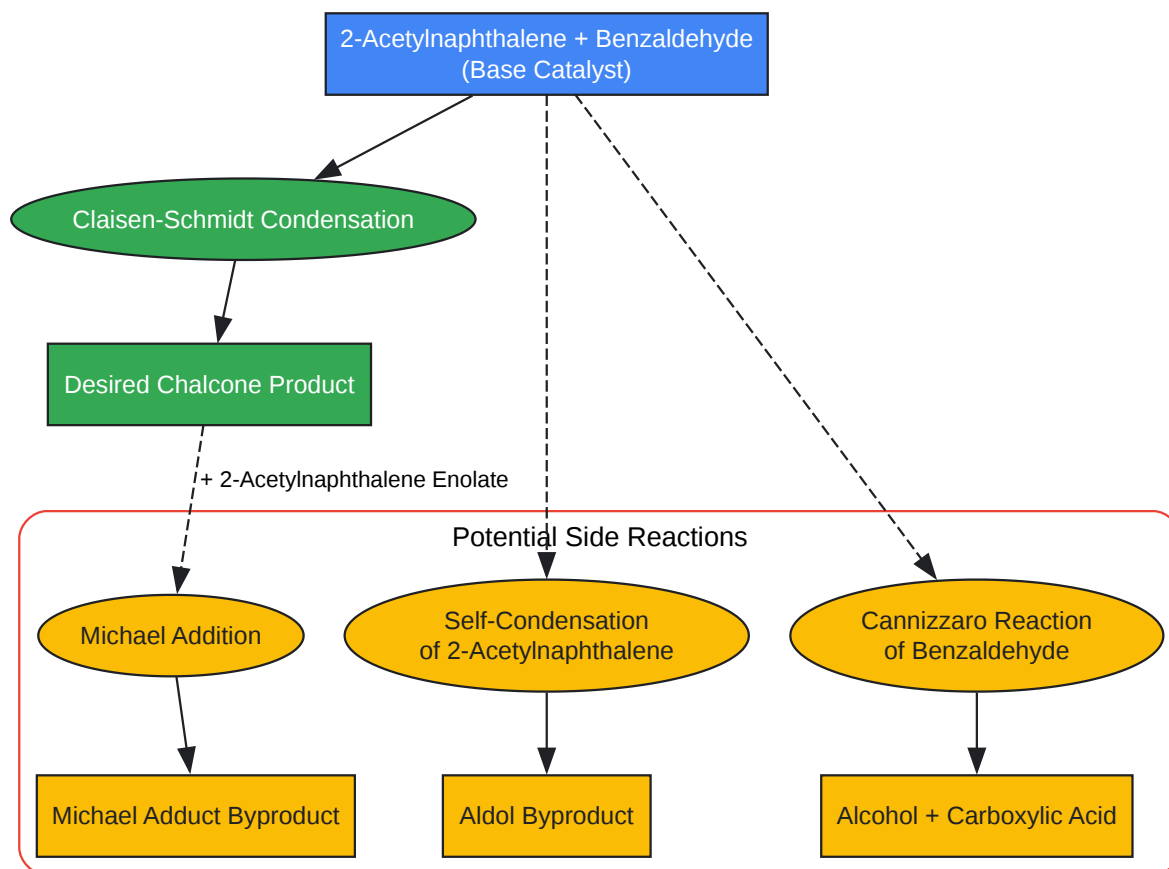 2-Acetylnaphthalene + Benzaldehyde
(Base Catalyst)
Claisen-Schmidt Condensation
Desired Chalcone Product
+ 2-Acetylnaphthalene Enolate
Potential Side Reactions
Michael Addition
Self-Condensation
of 2-Acetylnaphthalene
Cannizzaro Reaction
of Benzaldehyde
Michael Adduct Byproduct
Aldol Byproduct
Alcohol + Carboxylic Acid